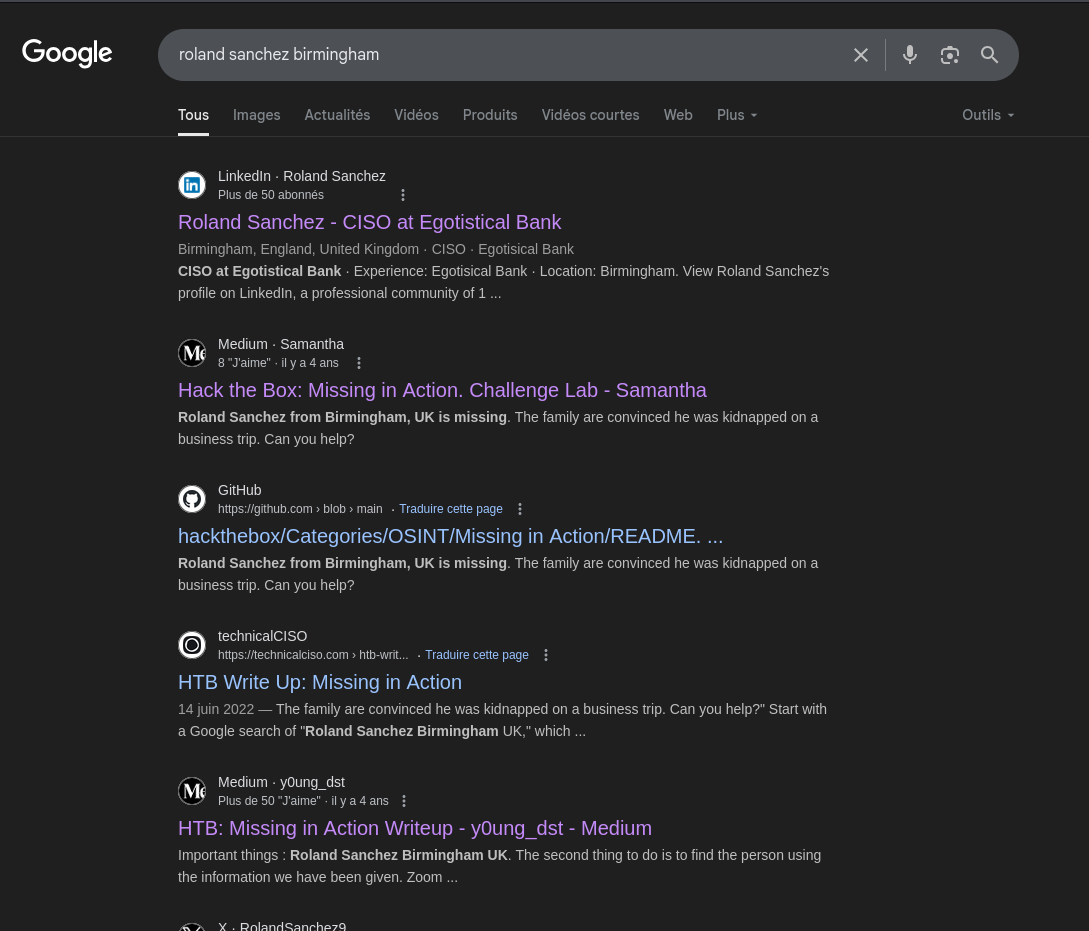 Google
roland sanchez birmingham
Tous Images Actualités Vidéos Produits Vidéos courtes Web Plus Outils
LinkedIn · Roland Sanchez
Plus de 50 abonnés
Roland Sanchez - CISO at Egotistical Bank
Birmingham, England, United Kingdom · CISO · Egotisical Bank
CISO at Egotistical Bank · Experience: Egotisical Bank · Location: Birmingham. View Roland Sanchez's
profile on LinkedIn, a professional community of 1 ...
Medium · Samantha
8 "J'aime" · il y a 4 ans
Hack the Box: Missing in Action. Challenge Lab - Samantha
Roland Sanchez from Birmingham, UK is missing. The family are convinced he was kidnapped on a
business trip. Can you help?
GitHub
https://github.com › blob › main · Traduire cette page
hackthebox/Categories/OSINT/Missing in Action/README. ...
Roland Sanchez from Birmingham, UK is missing. The family are convinced he was kidnapped on a
business trip. Can you help?
technicalCISO
https://technicalciso.com › htb-writ... · Traduire cette page
HTB Write Up: Missing in Action
14 juin 2022 — The family are convinced he was kidnapped on a business trip. Can you help?" Start with
a Google search of "Roland Sanchez Birmingham UK," which ...
Medium · y0ung_dst
Plus de 50 "J'aime" · il y a 4 ans
HTB: Missing in Action Writeup - y0ung_dst - Medium
Important things : Roland Sanchez Birmingham UK. The second thing to do is to find the person using
the information we have been given. Zoom ...
X · RolandSanchez9